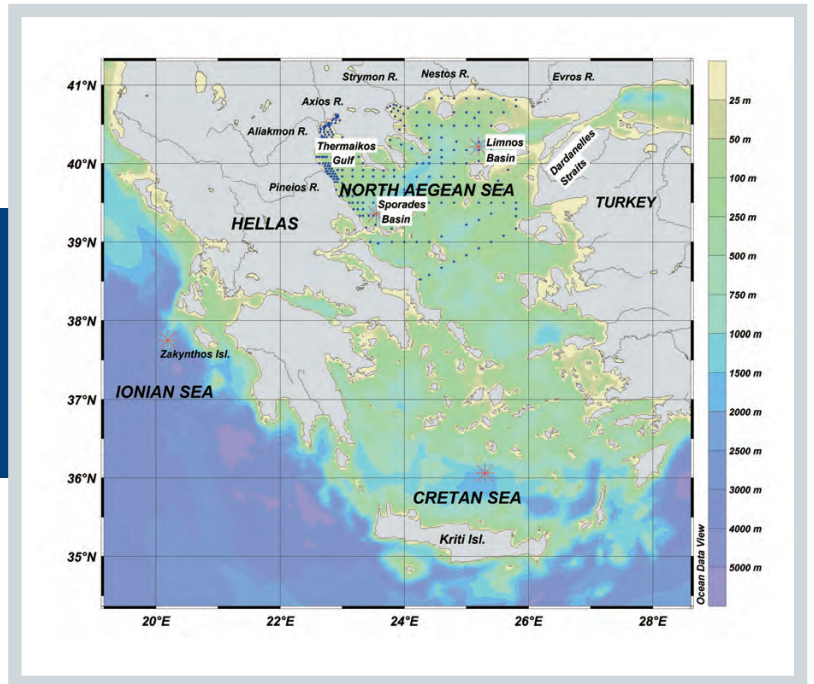 Strymon R.
Nestos R.
Evros R.
41°N
25 m
Axios R.
50 m
Aliakmon R.
Thermaikos
Gulf
Limnos
Basin
Dardanelles
Straits
40°N
100 m
Pineios R.
NORTH AEGEAN SEA
Sporades
Basin
TURKEY
250 m
HELLAS
39°N
500 m
750 m
38°N
1000 m
Zakynthos Isl.
1500 m
IONIAN SEA
37°N
2000 m
2500 m
36°N
3000 m
CRETAN SEA
4000 m
Kriti Isl.
35°N
5000 m
Ocean Data View
20°E
22°E
24°E
26°E
28°E